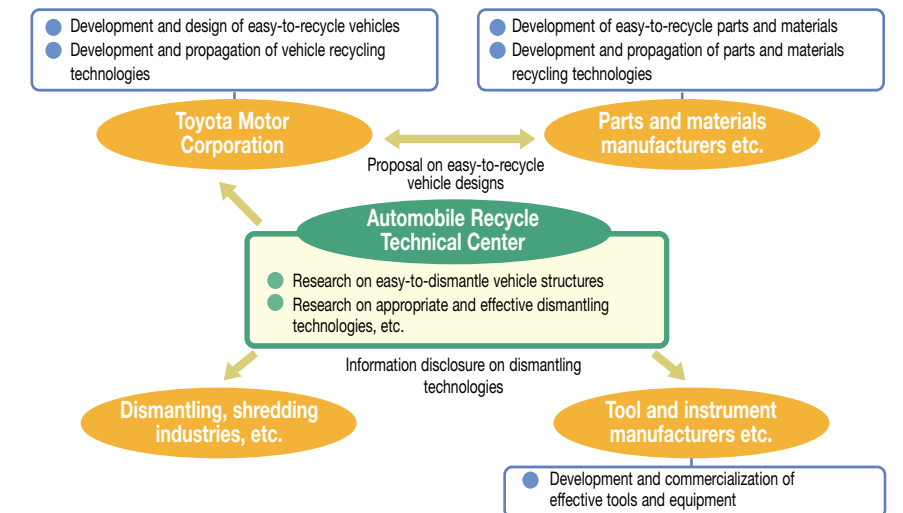 Development and design of easy-to-recycle vehicles
Development and propagation of vehicle recycling
technologies
Development of easy-to-recycle parts and materials
Development and propagation of parts and materials
recycling technologies
Toyota Motor
Corporation
Parts and materials
manufacturers etc.
Proposal on easy-to-recycle
vehicle designs
Automobile Recycle
Technical Center
Research on easy-to-dismantle vehicle structures
Research on appropriate and effective dismantling
technologies, etc.
Information disclosure on dismantling
technologies
Dismantling, shredding
industries, etc.
Tool and instrument
manufacturers etc.
Development and commercialization of
effective tools and equipment